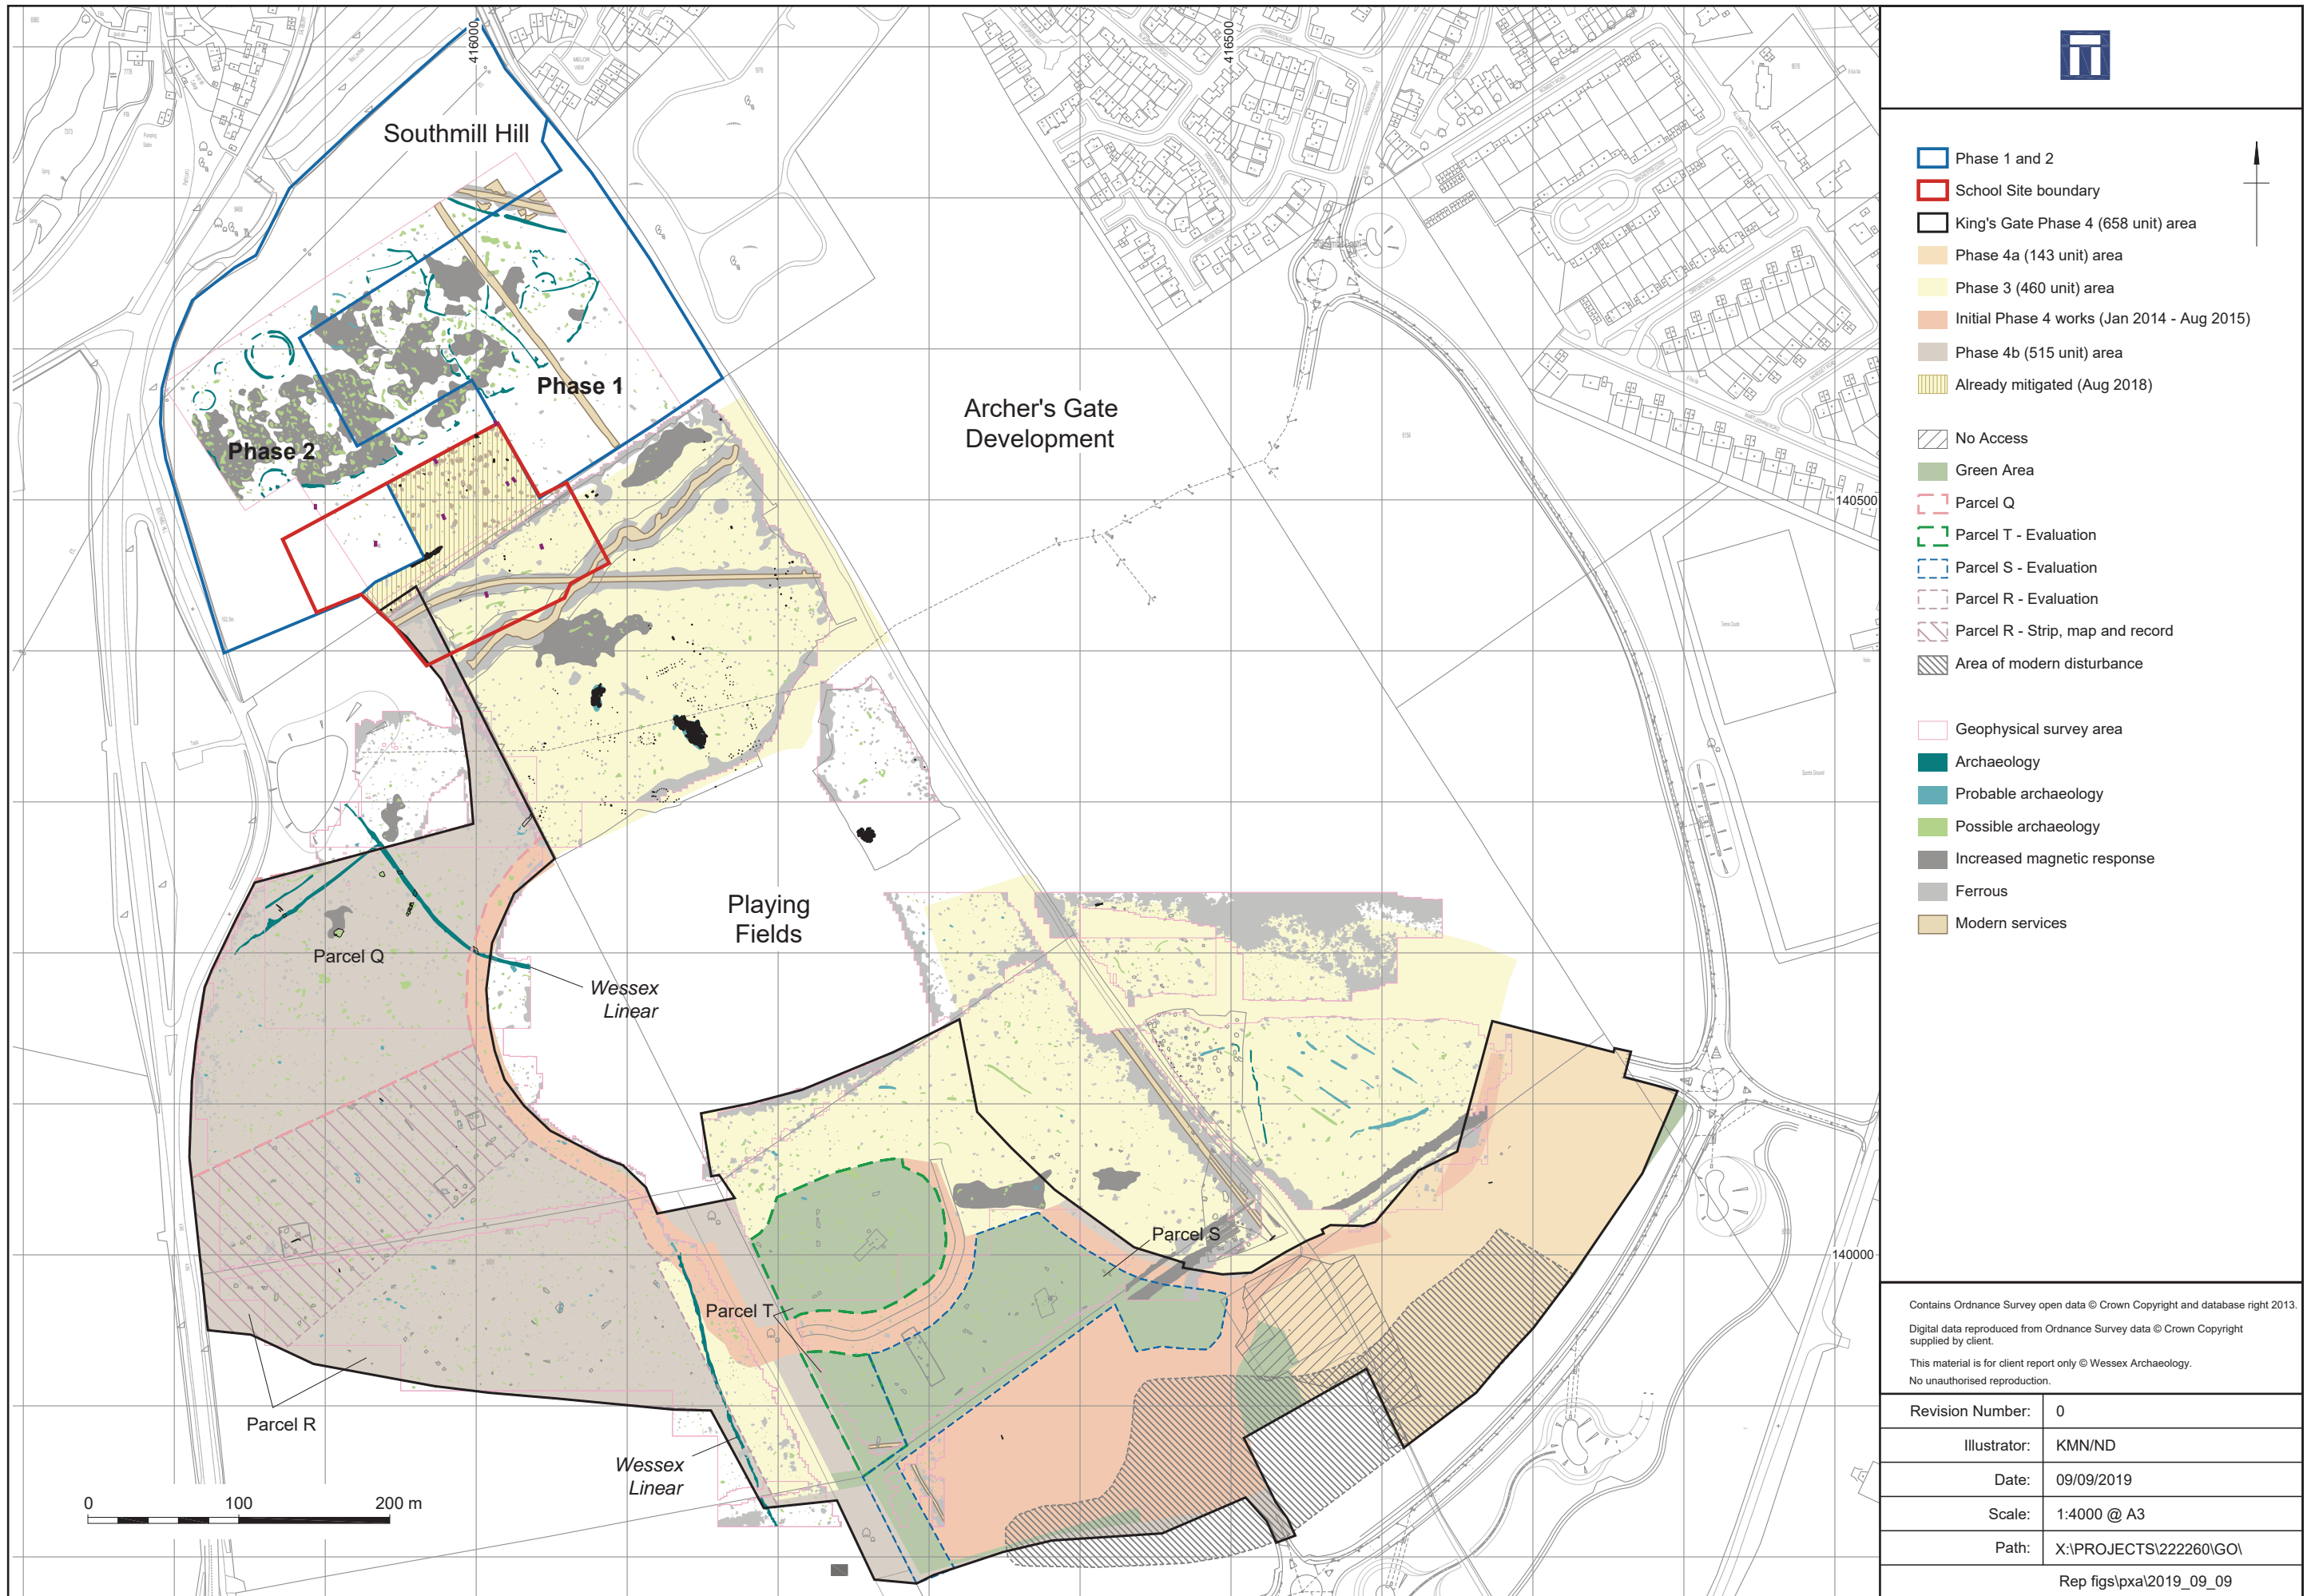 416000
416500
Southmill Hill
MELOR
VIEW
Phase 1
Phase 2
Archer's Gate
Development
140500
Playing
Fields
Parcel Q
Wessex
Linear
Parcel S
140000
Parcel T
Parcel R
Wessex
Linear
0 100 200 m
Phase 1 and 2
School Site boundary
King's Gate Phase 4 (658 unit) area
Phase 4a (143 unit) area
Phase 3 (460 unit) area
Initial Phase 4 works (Jan 2014 - Aug 2015)
Phase 4b (515 unit) area
Already mitigated (Aug 2018)
No Access
Green Area
Parcel Q
Parcel T - Evaluation
Parcel S - Evaluation
Parcel R - Evaluation
Parcel R - Strip, map and record
Area of modern disturbance
Geophysical survey area
Archaeology
Probable archaeology
Possible archaeology
Increased magnetic response
Ferrous
Modern services
Contains Ordnance Survey open data © Crown Copyright and database right 2013.
Digital data reproduced from Ordnance Survey data © Crown Copyright
supplied by client.
This material is for client report only © Wessex Archaeology.
No unauthorised reproduction.
Revision Number: 0
Illustrator: KMN/ND
Date: 09/09/2019
Scale: 1:4000 @ A3
Path: X:\PROJECTS\222260\GO\
Rep figs\pxa\2019_09_09